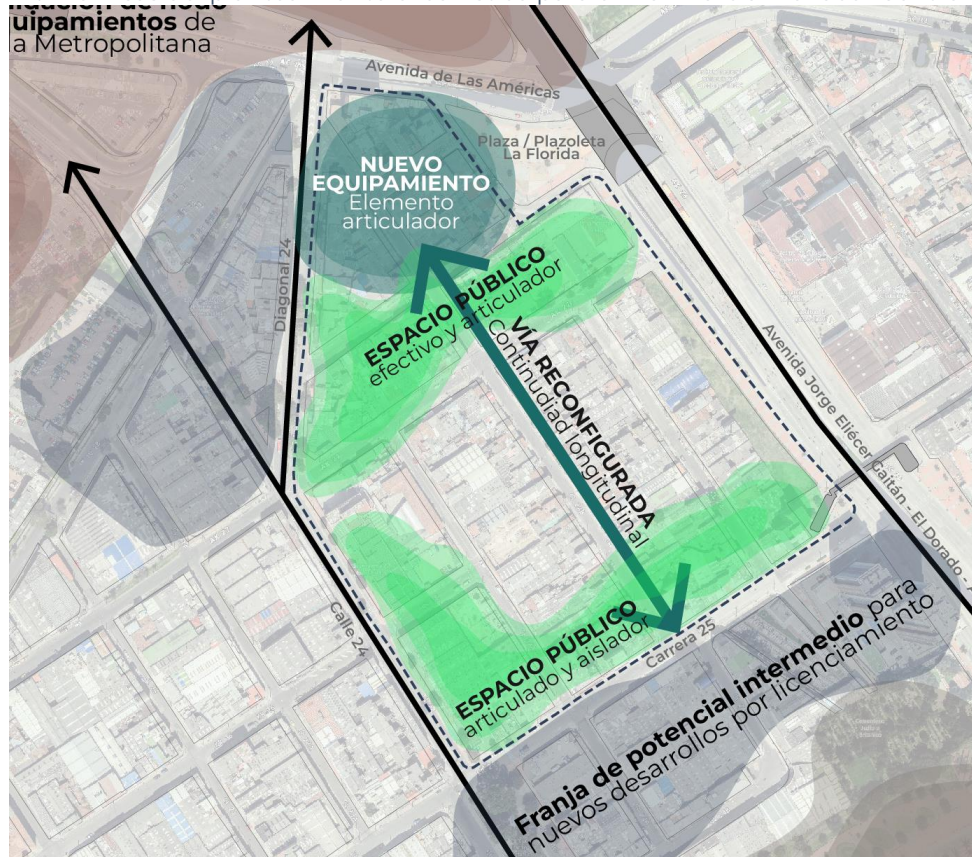 uipamientos de
a Metropolitana
Avenida de Las Américas
Plaza / Plazoleta
La Florida
NUEVO
EQUIPAMIENTO
Elemento
articulador
Diagonal 24
ESPACIO PÚBLICO
efectivo y articulador
VÍA RECONFIGURADA
Continudiad longitudinal
Avenida Jorge Eliécer Gaitán - El Dorado -
Calle 24
ESPACIO PÚBLICO
articulado y aislador
Carrera 25
Franja de potencial intermedio para
nuevos desarrollos por licenciamiento